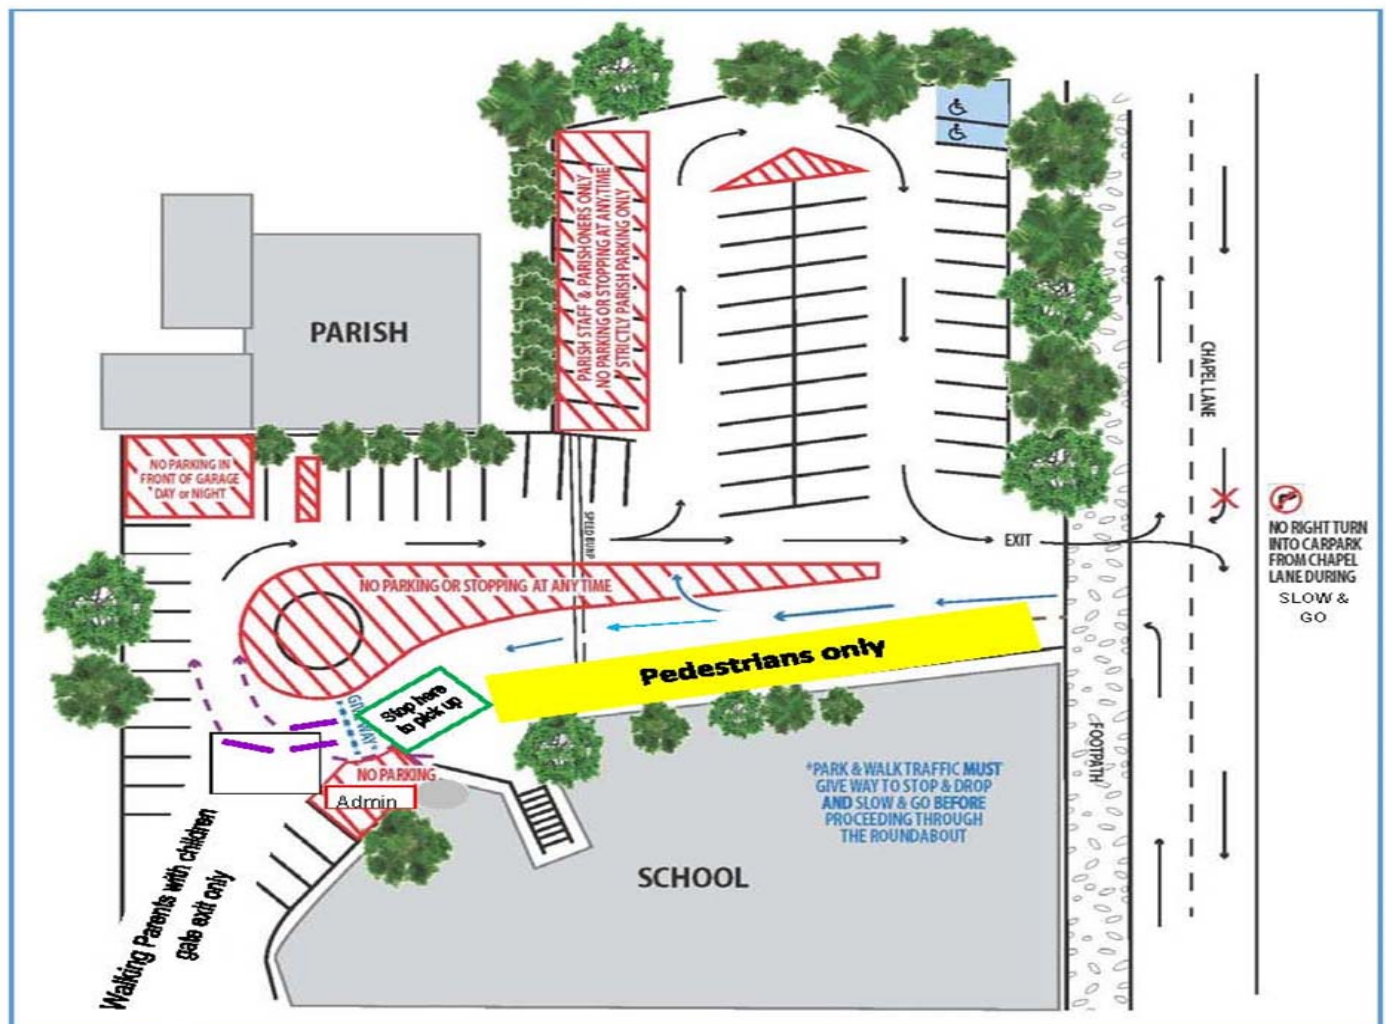 PARISH STAFF & PARISHONERS ONLY
NO PARKING OR STOPPING AT ANY TIME
STRICTLY PARISH PARKING ONLY
PARISH
CHAPEL LANE
NO PARKING IN
FRONT OF GARAGE
DAY or NIGHT
SPEED BUMP
EXIT
NO RIGHT TURN
INTO CARPARK
FROM CHAPEL
LANE DURING
SLOW &
GO
NO PARKING OR STOPPING AT ANY TIME
Pedestrians only
Stop here
to pick up
GIVE WAY*
NO PARKING
Admin
FOOTPATH
*PARK & WALK TRAFFIC MUST
GIVE WAY TO STOP & DROP
AND SLOW & GO BEFORE
PROCEEDING THROUGH
THE ROUNDABOUT
Walking Parents with children
gate exit only
SCHOOL